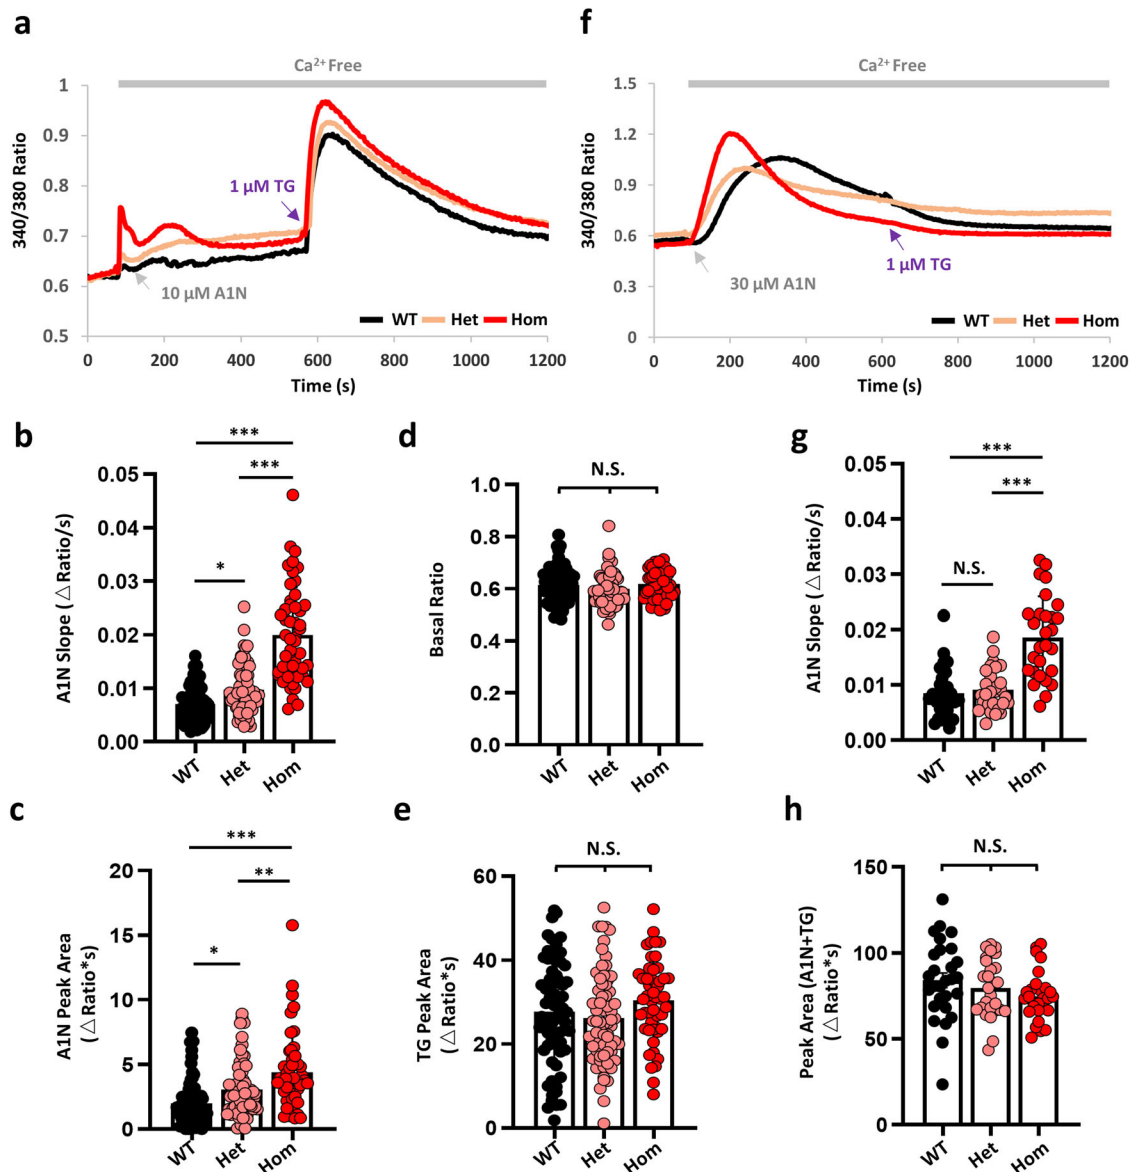 a
Ca²⁺ Free
1
0.9
0.8
0.7
0.6
0.5
340/380 Ratio
1 µM TG
10 µM A1N
WT Het Hom
0 200 400 600 800 1000 1200
Time (s)
f
Ca²⁺ Free
1.5
1.2
0.9
0.6
0.3
0
340/380 Ratio
30 µM A1N
1 µM TG
WT Het Hom
0 200 400 600 800 1000 1200
Time (s)
b
***
***
*
0.05
0.04
0.03
0.02
0.01
0.00
A1N Slope (△ Ratio/s)
WT Het Hom
d
N.S.
1.0
0.8
0.6
0.4
0.2
0.0
Basal Ratio
WT Het Hom
g
***
***
N.S.
0.05
0.04
0.03
0.02
0.01
0.00
A1N Slope (△ Ratio/s)
WT Het Hom
c
***
**
*
20
15
10
5
0
A1N Peak Area
(△ Ratio*s)
WT Het Hom
e
N.S.
60
40
20
0
TG Peak Area
(△ Ratio*s)
WT Het Hom
h
N.S.
150
100
50
0
Peak Area (A1N+TG)
(△ Ratio*s)
WT Het Hom